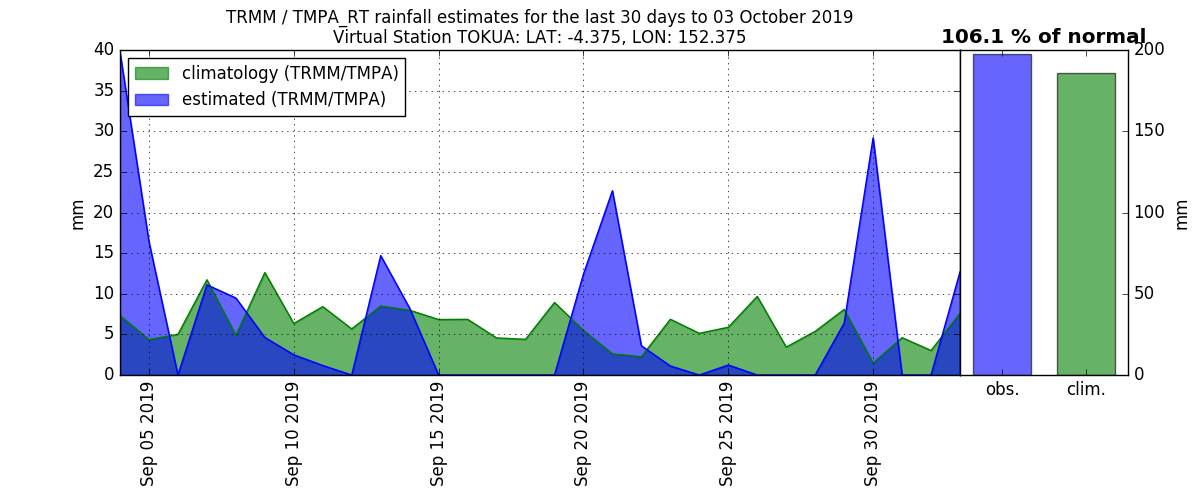 TRMM / TMPA_RT rainfall estimates for the last 30 days to 03 October 2019
Virtual Station TOKUA: LAT: -4.375, LON: 152.375
106.1 % of normal
climatology (TRMM/TMPA)
estimated (TRMM/TMPA)
40
35
30
25
20
15
10
5
0
mm
Sep 05 2019
Sep 10 2019
Sep 15 2019
Sep 20 2019
Sep 25 2019
Sep 30 2019
200
150
100
50
0
mm
obs.
clim.